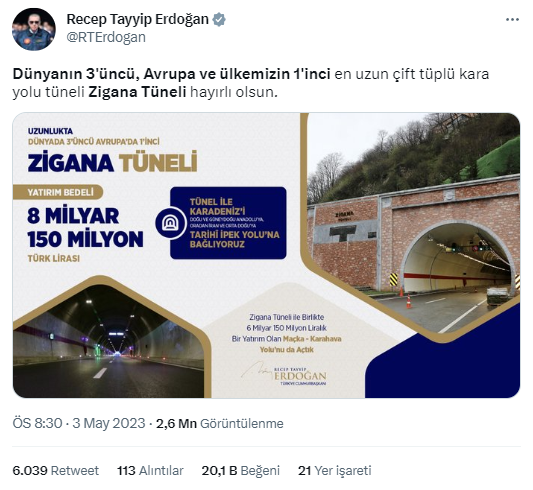 Recep Tayyip Erdoğan
@RTErdogan
Dünyanın 3'üncü, Avrupa ve ülkemizin 1'inci en uzun çift tüplü kara
yolu tüneli Zigana Tüneli hayırlı olsun.
UZUNLUKTA
DÜNYADA 3'ÜNCÜ AVRUPA'DA 1'İNCİ
ZİGANA TÜNELİ
YATIRIM BEDELİ
8 MİLYAR
150 MİLYON
TÜRK LİRASI
TÜNEL İLE
KARADENİZ'İ
DOĞU VE GÜNEYDOĞU ANADOLU'YA,
ORADAN İRAN VE ORTA DOĞU'YA
TARİHİ İPEK YOLU'NA
BAĞLIYORUZ
ZİGANA
Zigana Tüneli ile Birlikte
6 Milyar 150 Milyon Liralık
Bir Yatırım Olan Maçka - Karahava
Yolu'nu da Açtık
RECEP TAYYİP
ERDOĞAN
TÜRKİYE CUMHURBAŞKANI
ÖS 8:30 · 3 May 2023 · 2,6 Mn Görüntülenme
6.039 Retweet 113 Alıntılar 20,1 B Beğeni 21 Yer işareti